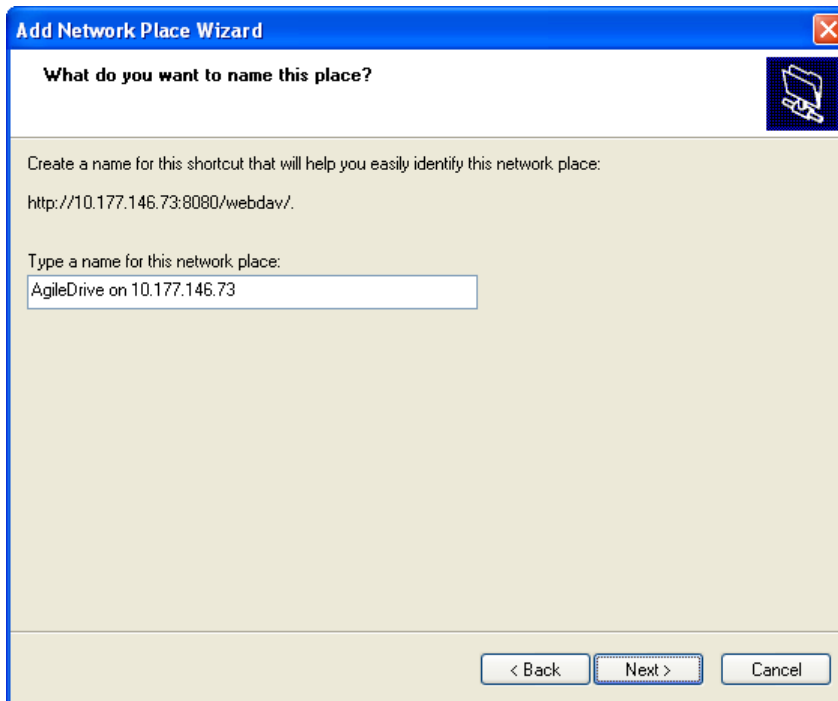 Add Network Place Wizard
What do you want to name this place?
Create a name for this shortcut that will help you easily identify this network place:
http://10.177.146.73:8080/webdav/.
Type a name for this network place:
AgileDrive on 10.177.146.73
< Back
Next >
Cancel